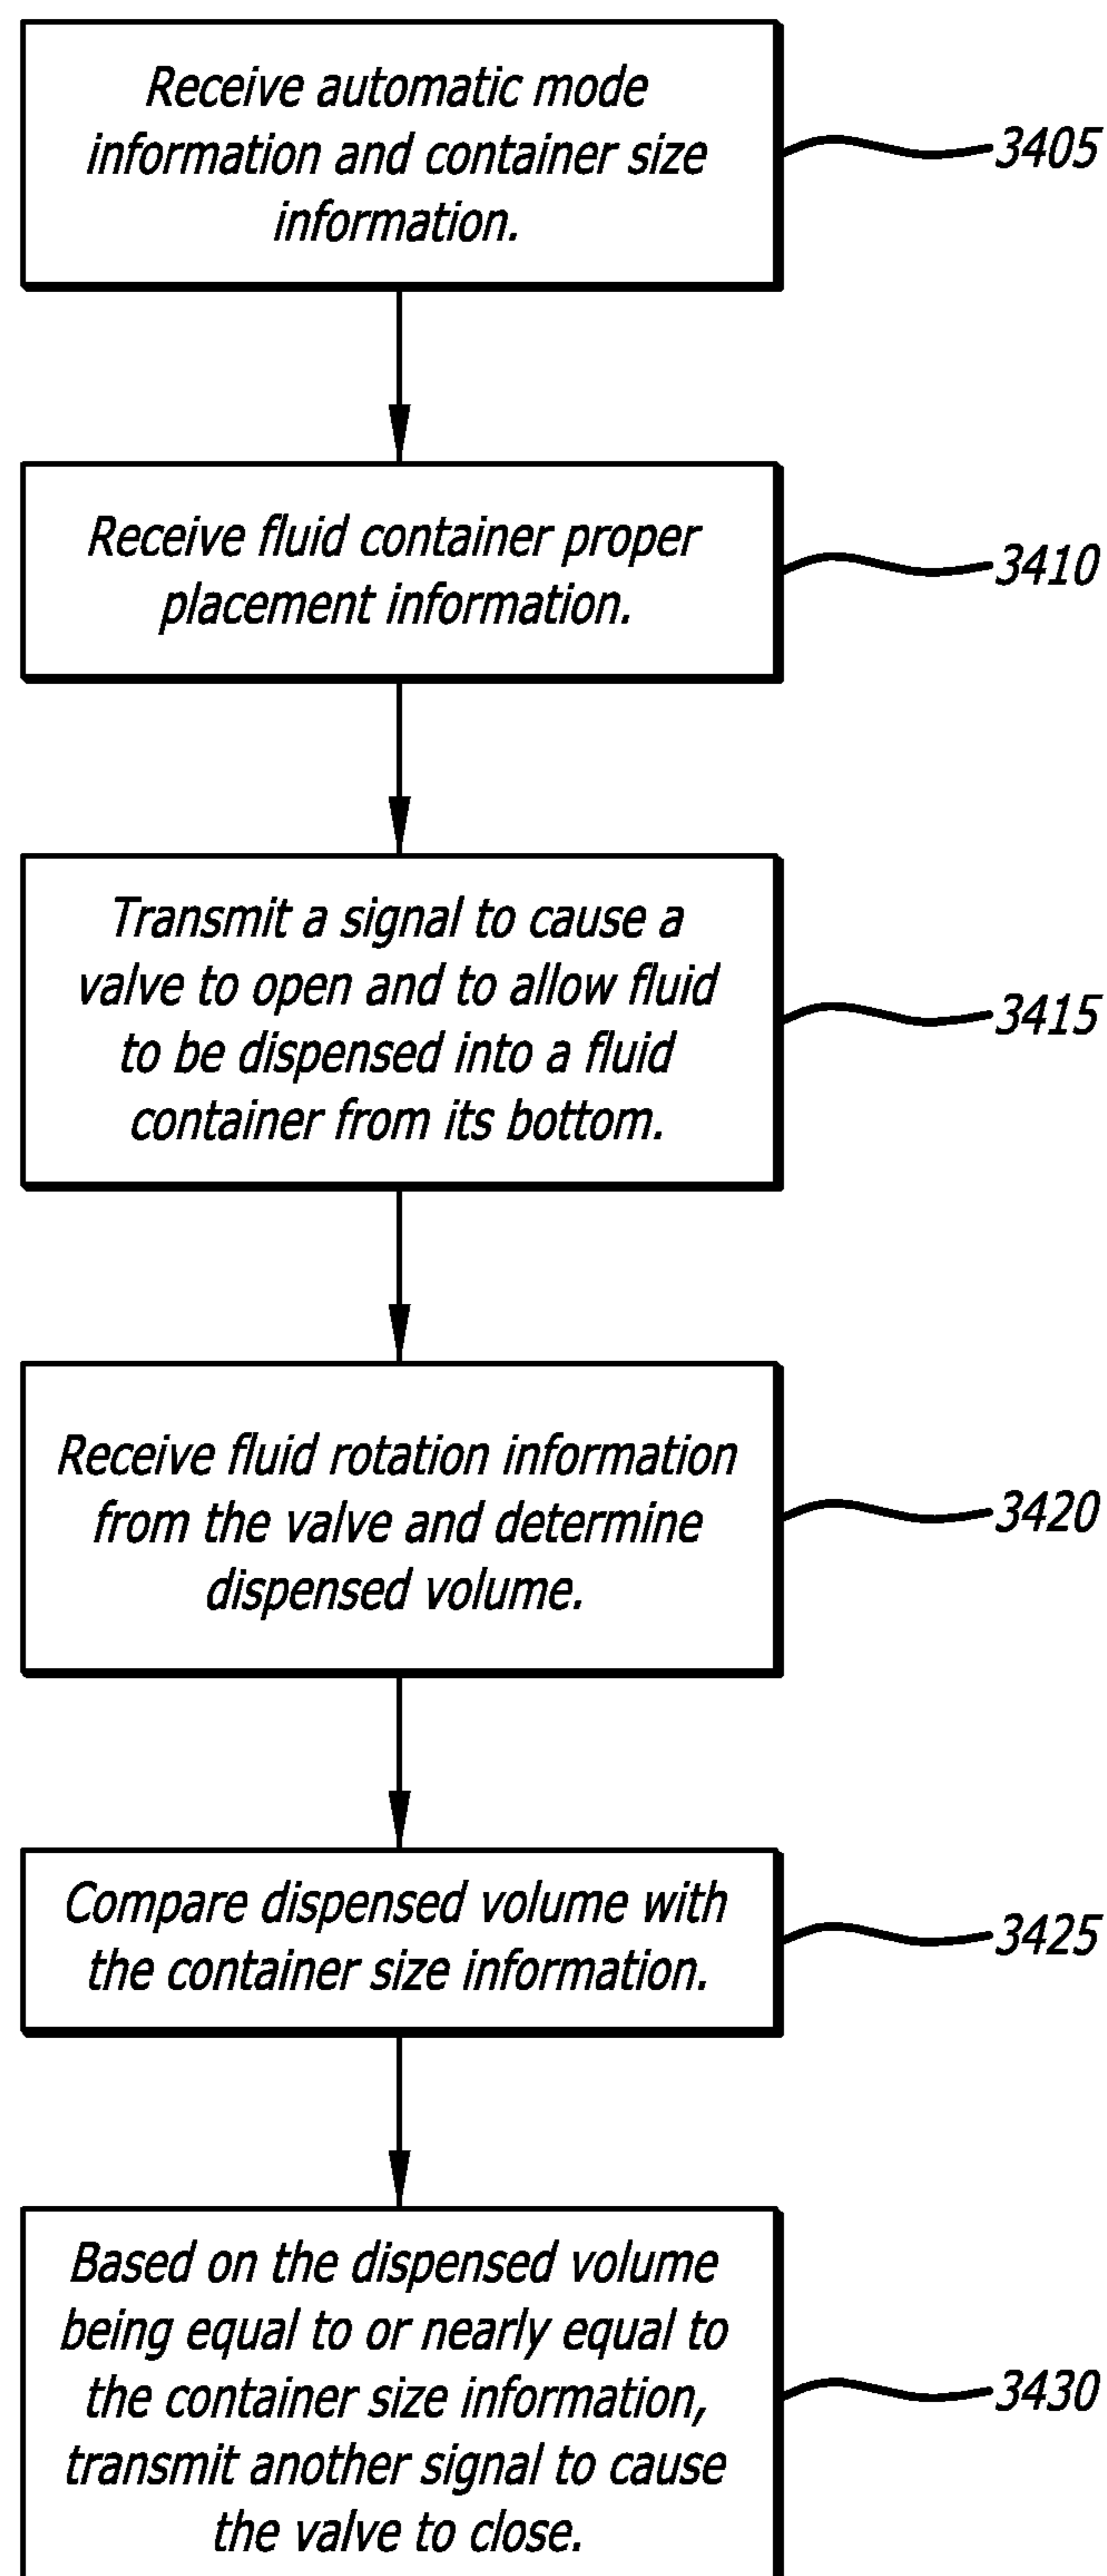 Receive automatic mode
information and container size
information.
3405
Receive fluid container proper
placement information.
3410
Transmit a signal to cause a
valve to open and to allow fluid
to be dispensed into a fluid
container from its bottom.
3415
Receive fluid rotation information
from the valve and determine
dispensed volume.
3420
Compare dispensed volume with
the container size information.
3425
Based on the dispensed volume
being equal to or nearly equal to
the container size information,
transmit another signal to cause
the valve to close.
3430